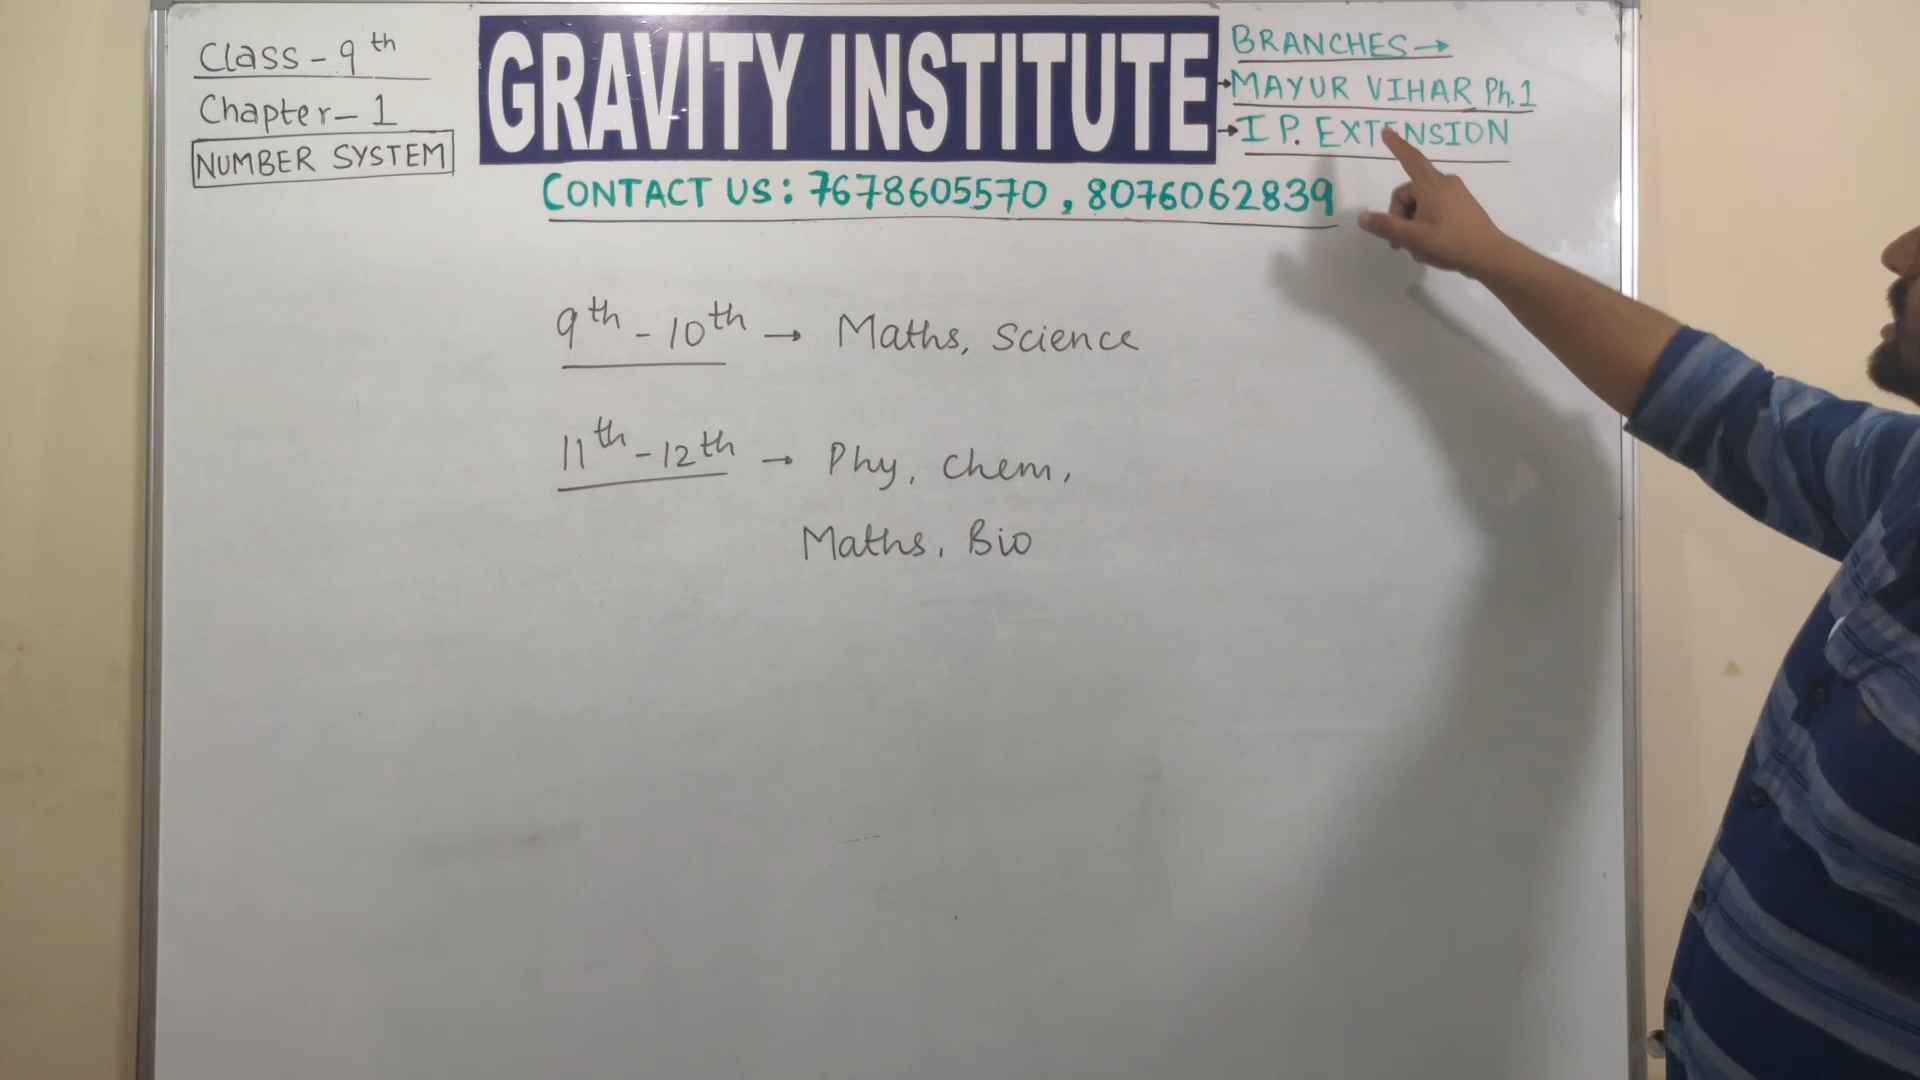 Class - 9th
Chapter - 1
NUMBER SYSTEM
GRAVITY INSTITUTE
BRANCHES→
→MAYUR VIHAR Ph.1
→I P. EXTENSION
CONTACT US: 7678605570, 8076062839
9th - 10th → Maths, Science
11th - 12th → Phy, Chem,
Maths, Bio